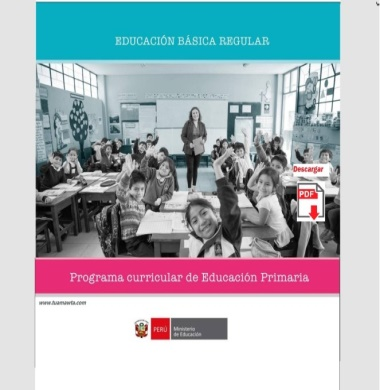 EDUCACIÓN BÁSICA REGULAR
Descargar
PDF
Programa curricular de Educación Primaria
www.tuamawta.com
PERÚ
Ministerio
de Educación